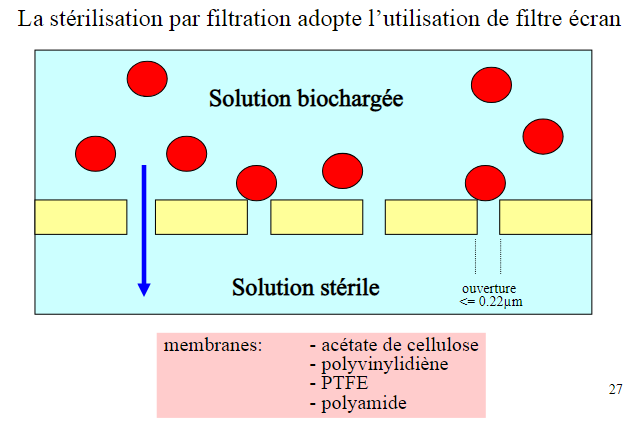 La stérilisation par filtration adopte l'utilisation de filtre écran
Solution biochargée
Solution stérile
ouverture
<= 0.22µm
membranes: - acétate de cellulose
- polyvinylidiène
- PTFE
- polyamide
27